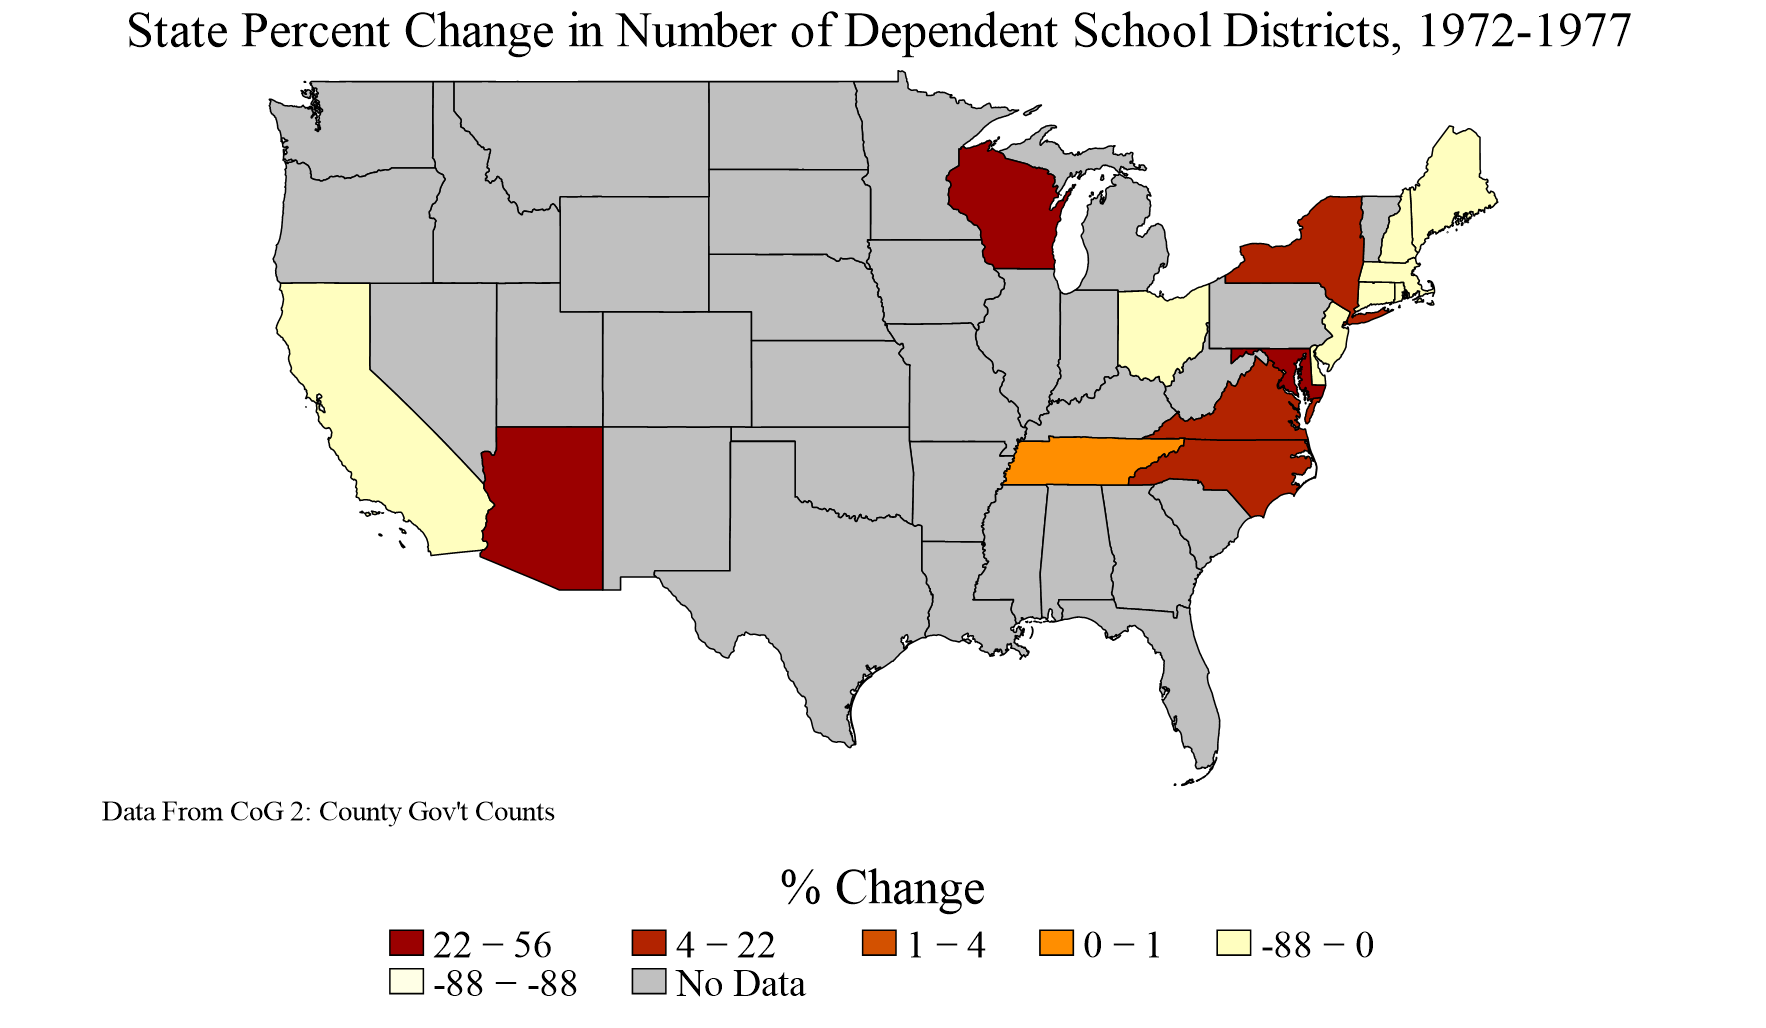 State Percent Change in Number of Dependent School Districts, 1972-1977
Data From CoG 2: County Gov't Counts
% Change
22 − 56 4 − 22 1 − 4 0 − 1 -88 − 0
-88 − -88 No Data